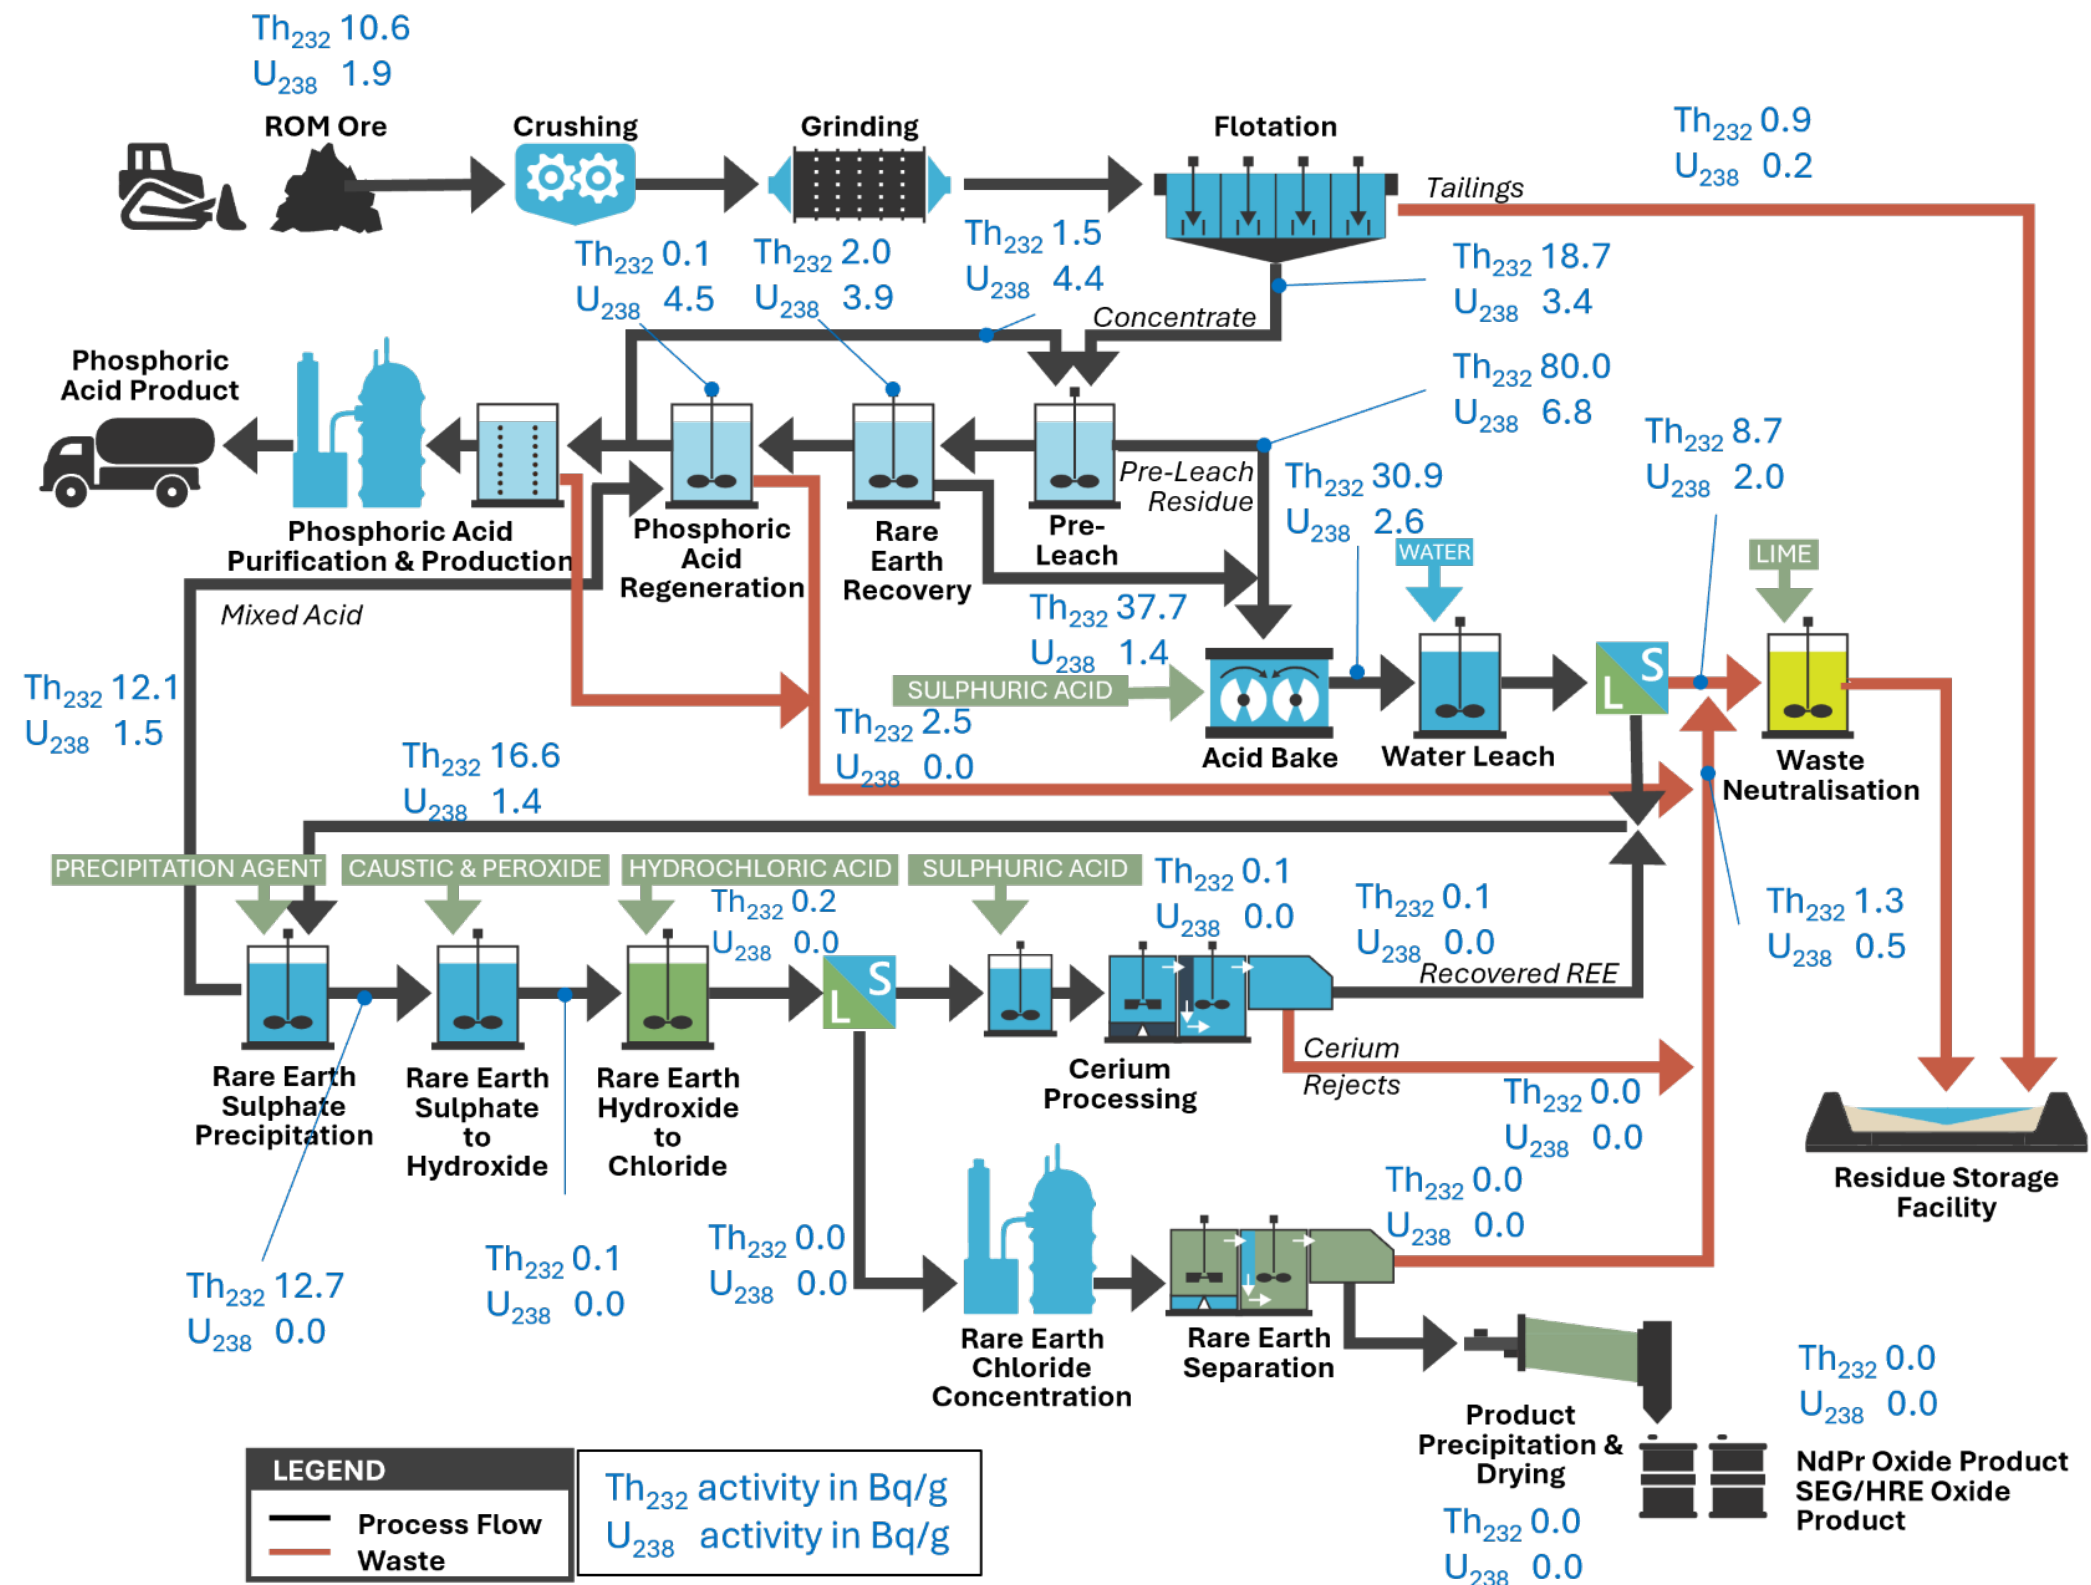 Th232 10.6
U238 1.9
ROM Ore
Crushing
Grinding
Flotation
Th232 0.9
U238 0.2
Tailings
Th232 0.1
U238 4.5
Th232 2.0
U238 3.9
Th232 1.5
U238 4.4
Concentrate
Th232 18.7
U238 3.4
Th232 80.0
U238 6.8
Phosphoric
Acid Product
Phosphoric Acid
Purification & Production
Phosphoric
Acid
Regeneration
Rare
Earth
Recovery
Pre-
Leach
Pre-Leach
Residue
Th232 30.9
U238 2.6
Th232 8.7
U238 2.0
WATER
LIME
Mixed Acid
Th232 37.7
U238 1.4
SULPHURIC ACID
S
L
Acid Bake
Water Leach
Waste
Neutralisation
Th232 12.1
U238 1.5
Th232 2.5
U238 0.0
Th232 16.6
U238 1.4
PRECIPITATION AGENT
CAUSTIC & PEROXIDE
HYDROCHLORIC ACID
SULPHURIC ACID
Th232 0.2
U238 0.0
Th232 0.1
U238 0.0
Th232 0.1
U238 0.0
Recovered REE
Th232 1.3
U238 0.5
S
L
Rare Earth
Sulphate
Precipitation
Rare Earth
Sulphate
to
Hydroxide
Rare Earth
Hydroxide
to
Chloride
Cerium
Processing
Cerium
Rejects
Th232 0.0
U238 0.0
Residue Storage
Facility
Th232 12.7
U238 0.0
Th232 0.1
U238 0.0
Th232 0.0
U238 0.0
Th232 0.0
U238 0.0
Rare Earth
Chloride
Concentration
Rare Earth
Separation
Product
Precipitation &
Drying
Th232 0.0
U238 0.0
Th232 0.0
U238 0.0
NdPr Oxide Product
SEG/HRE Oxide
Product
LEGEND
Process Flow
Waste
Th232 activity in Bq/g
U238 activity in Bq/g